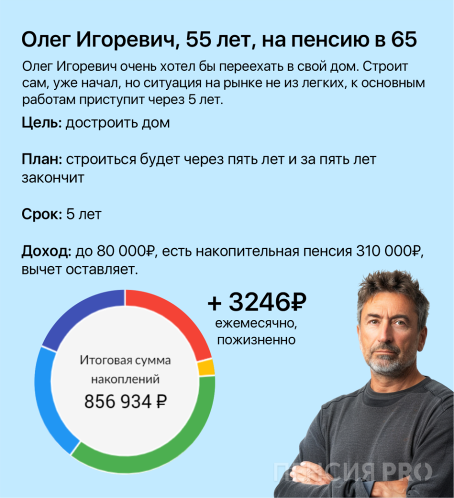 Олег Игоревич, 55 лет, на пенсию в 65
Олег Игоревич очень хотел бы переехать в свой дом. Строит
сам, уже начал, но ситуация на рынке не из легких, к основным
работам приступит через 5 лет.
Цель: достроить дом
План: строиться будет через пять лет и за пять лет
закончит
Срок: 5 лет
Доход: до 80 000₽, есть накопительная пенсия 310 000₽,
вычет оставляет.
+ 3246₽
ежемесячно,
пожизненно
Итоговая сумма
накоплений
856 934 ₽
ПЕНСИЯ PRO